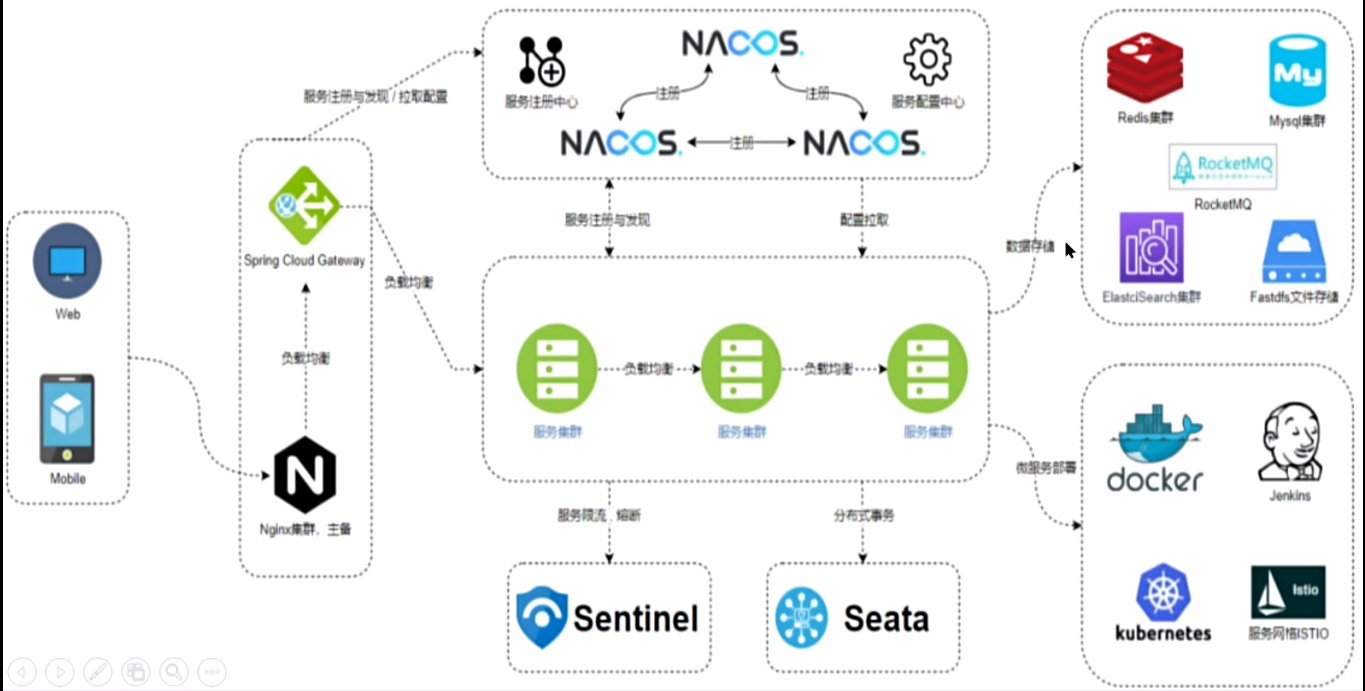 NACOS.
服务注册中心
注册
注册
服务配置中心
NACOS.
注册
NACOS.
服务注册与发现 / 拉取配置
Redis集群
My
Mysql集群
RocketMQ
RocketMQ
ElastciSearch集群
Fastdfs文件存储
Web
Mobile
Spring Cloud Gateway
负载均衡
N
Nginx集群，主备
负载均衡
服务注册与发现
配置拉取
数据存储
负载均衡
负载均衡
服务集群
服务集群
服务集群
服务限流，熔断
分布式事务
微服务部署
Sentinel
Seata
docker
Jenkins
kubernetes
Istio
服务网格ISTIO